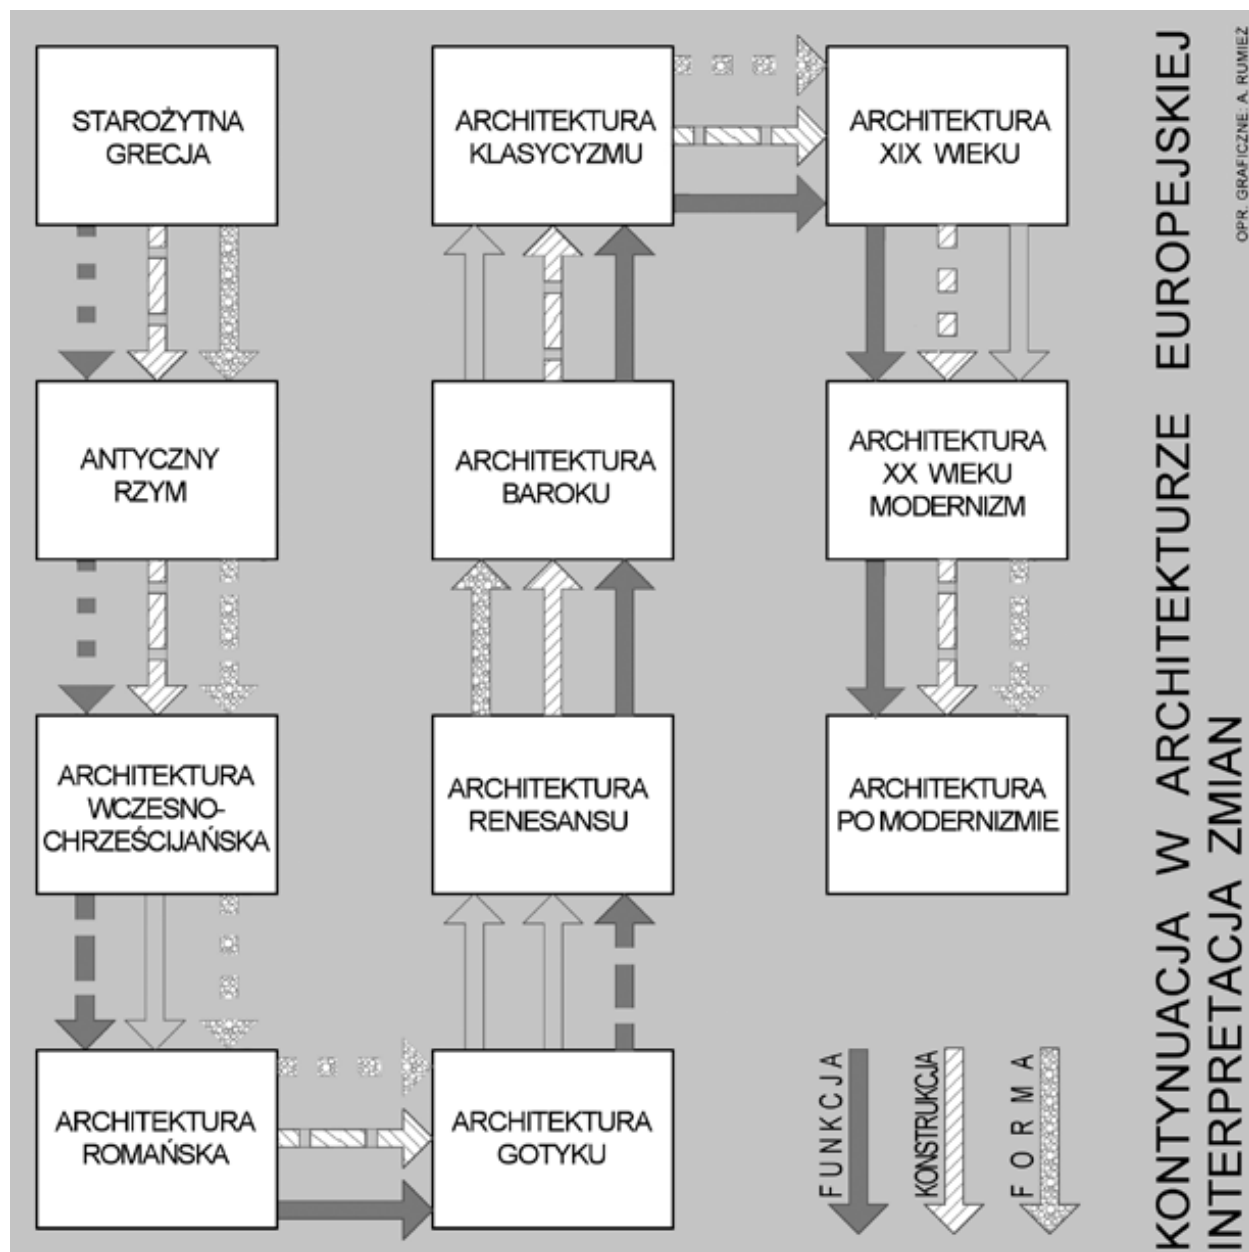 STAROŻYTNA
GRECJA
ANTYCZNY
RZYM
ARCHITEKTURA
WCZESNO-
CHRZEŚCIJAŃSKA
ARCHITEKTURA
ROMAŃSKA
ARCHITEKTURA
GOTYKU
ARCHITEKTURA
RENESANSU
ARCHITEKTURA
BAROKU
ARCHITEKTURA
KLASYCYZMU
ARCHITEKTURA
XIX WIEKU
ARCHITEKTURA
XX WIEKU
MODERNIZM
ARCHITEKTURA
PO MODERNIZMIE
FUNKCJA
KONSTRUKCJA
FORMA
KONTYNUACJA W ARCHITEKTURZE EUROPEJSKIEJ
INTERPRETACJA ZMIAN
OPR. GRAFICZNE: A. RUMIEZ